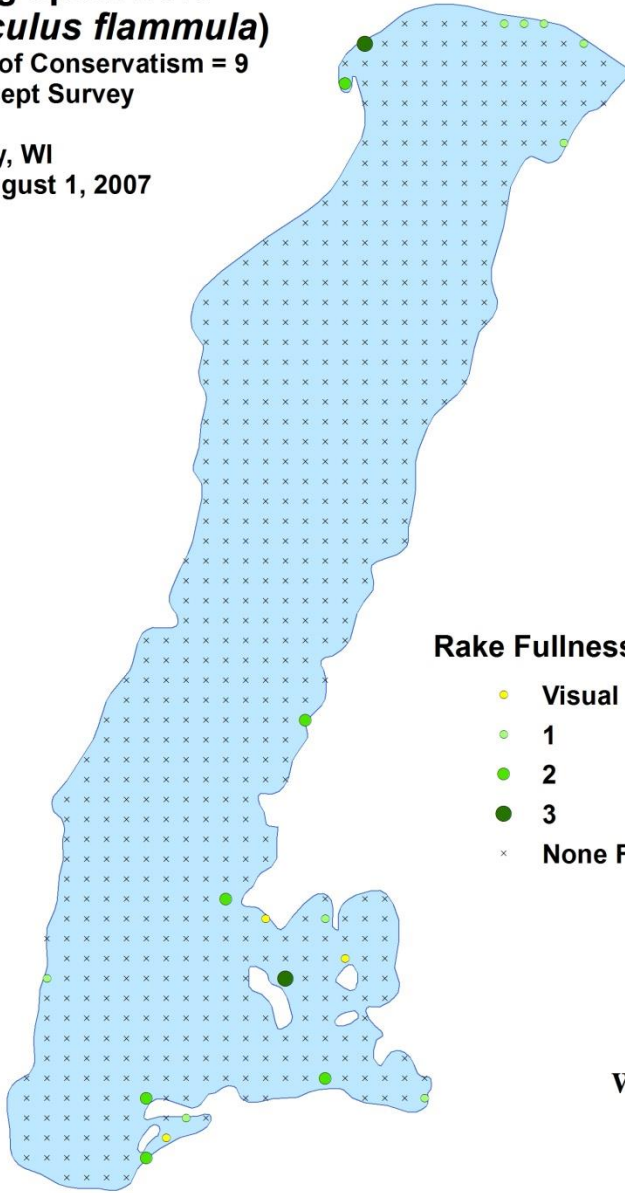 culus flammula)
of Conservatism = 9
ept Survey
y, WI
gust 1, 2007
Rake Fullness
Visual
1
2
3
None F